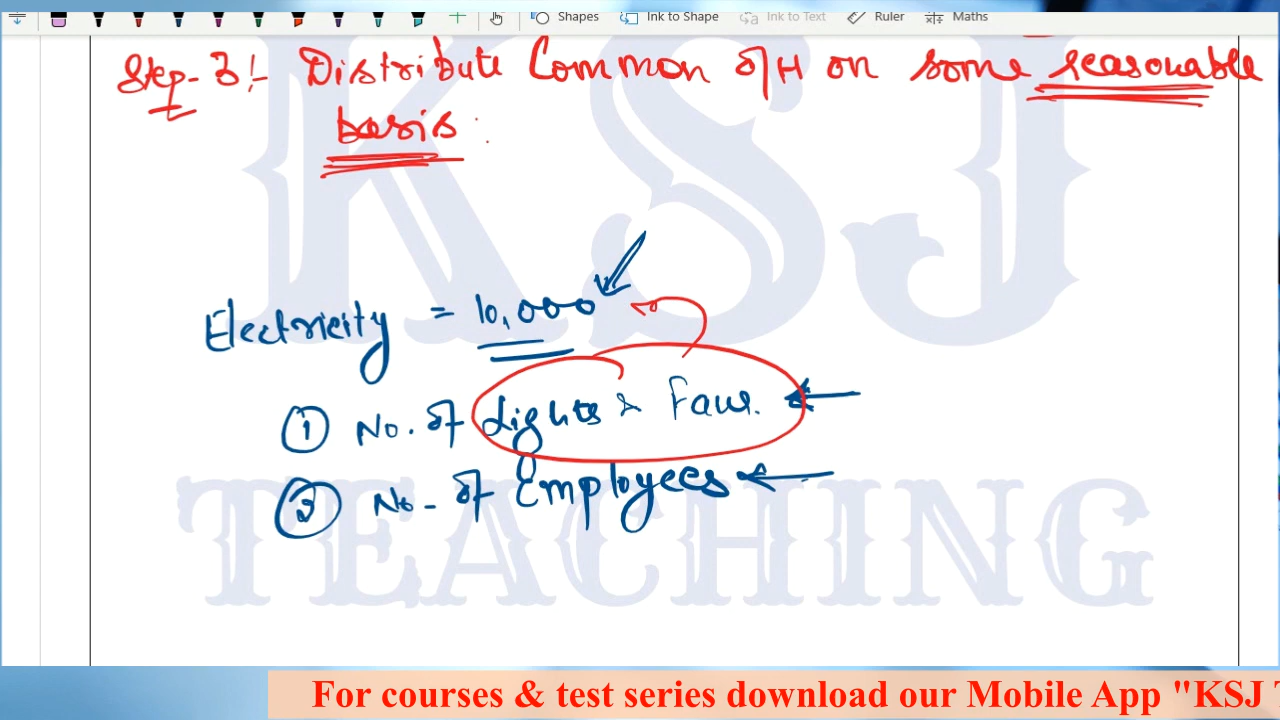 Shapes Ink to Shape Ink to Text Ruler Maths
Step-3:- Distribute Common O/H on some reasonable
basis:
Electricity = 10,000
① No. of Lights & Fans.
② No. of Employees
KSJ
TEACHING
For courses & test series download our Mobile App "KSJ